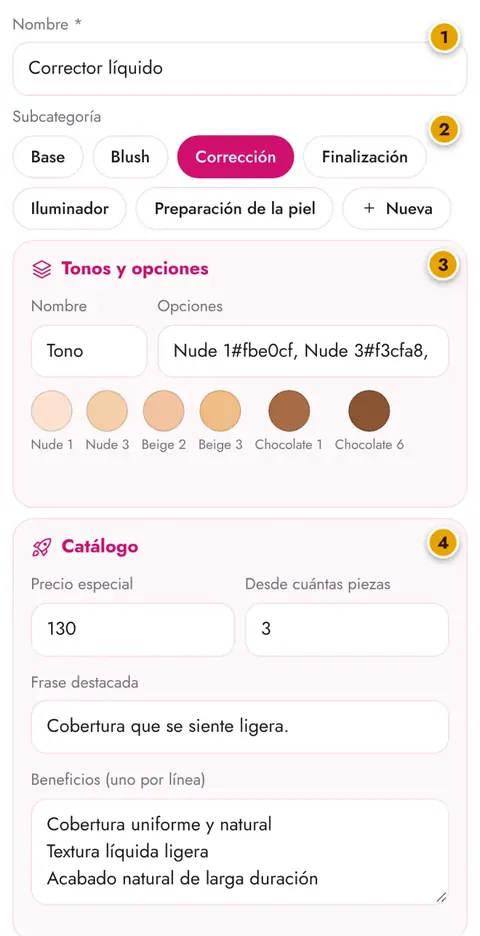 Nombre *
1
Corrector líquido
Subcategoría
2
Base Blush Corrección Finalización
Iluminador Preparación de la piel + Nueva
Tonos y opciones
3
Nombre Opciones
Tono Nude 1#fbe0cf, Nude 3#f3cfa8,
Nude 1 Nude 3 Beige 2 Beige 3 Chocolate 1 Chocolate 6
Catálogo
4
Precio especial Desde cuántas piezas
130 3
Frase destacada
Cobertura que se siente ligera.
Beneficios (uno por línea)
Cobertura uniforme y natural
Textura líquida ligera
Acabado natural de larga duración